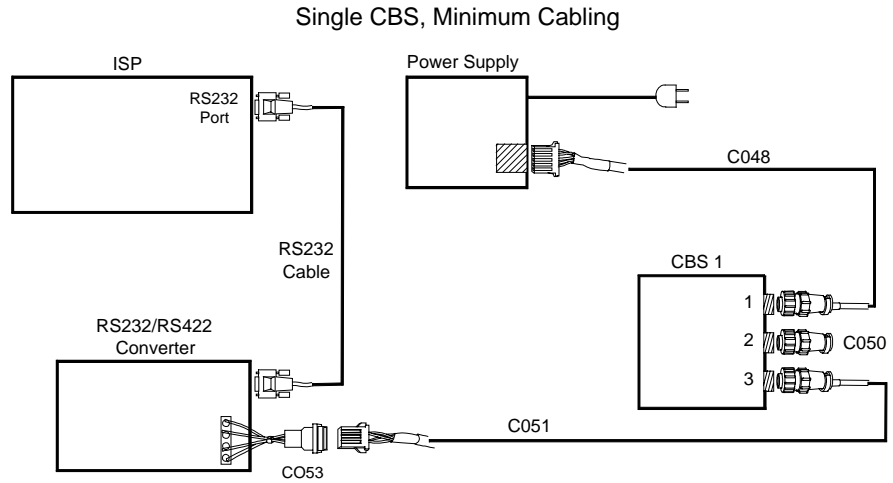 Single CBS, Minimum Cabling
ISP
Power Supply
RS232
Port
C048
RS232
Cable
CBS 1
1
2
C050
3
RS232/RS422
Converter
C051
CO53